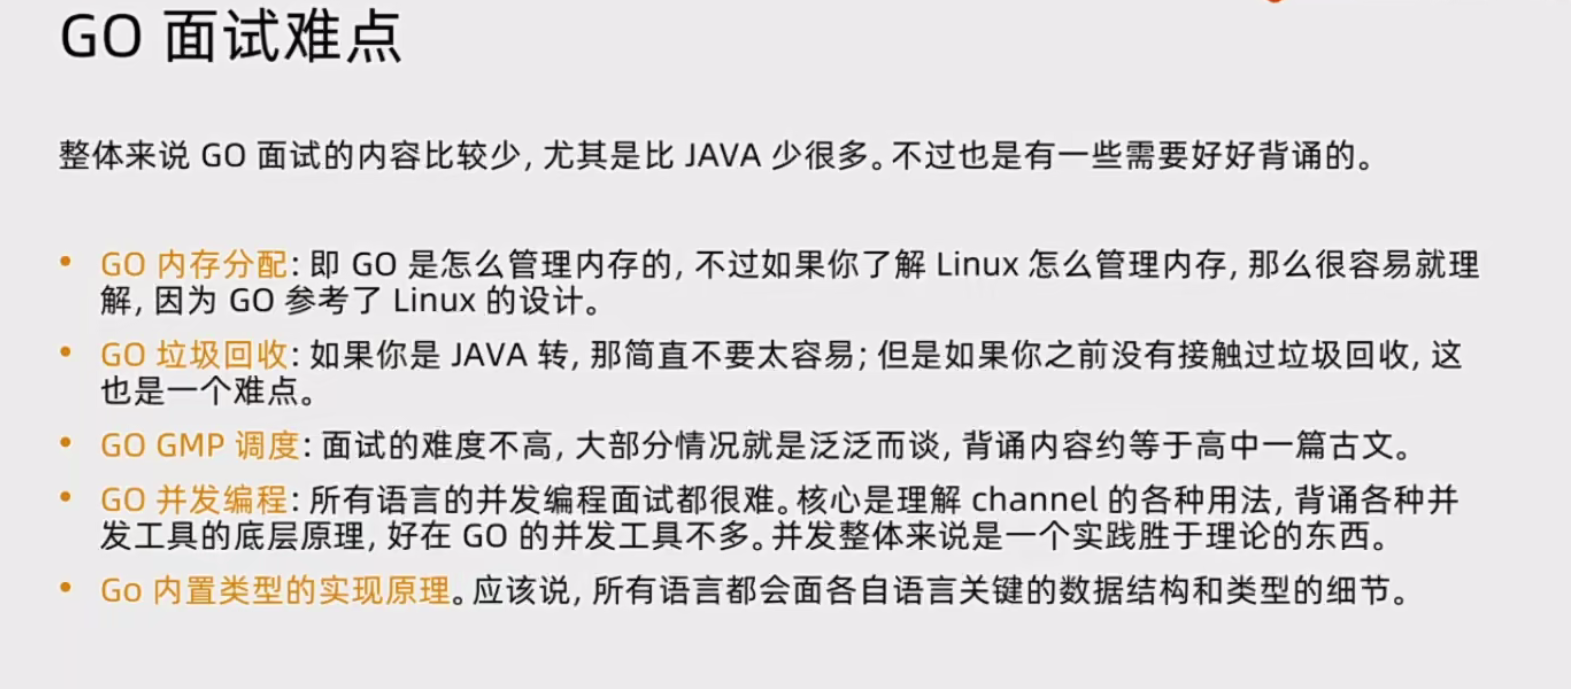 GO 面试难点
整体来说 GO 面试的内容比较少, 尤其是比 JAVA 少很多。不过也是有一些需要好好背诵的。
• GO 内存分配: 即 GO 是怎么管理内存的, 不过如果你了解 Linux 怎么管理内存, 那么很容易就理
解, 因为 GO 参考了 Linux 的设计。
• GO 垃圾回收: 如果你是 JAVA 转, 那简直不要太容易; 但是如果你之前没有接触过垃圾回收, 这
也是一个难点。
• GO GMP 调度: 面试的难度不高, 大部分情况就是泛泛而谈, 背诵内容约等于高中一篇古文。
• GO 并发编程: 所有语言的并发编程面试都很难。核心是理解 channel 的各种用法, 背诵各种并
发工具的底层原理, 好在 GO 的并发工具不多。并发整体来说是一个实践胜于理论的东西。
• Go 内置类型的实现原理。应该说, 所有语言都会面各自语言关键的数据结构和类型的细节。